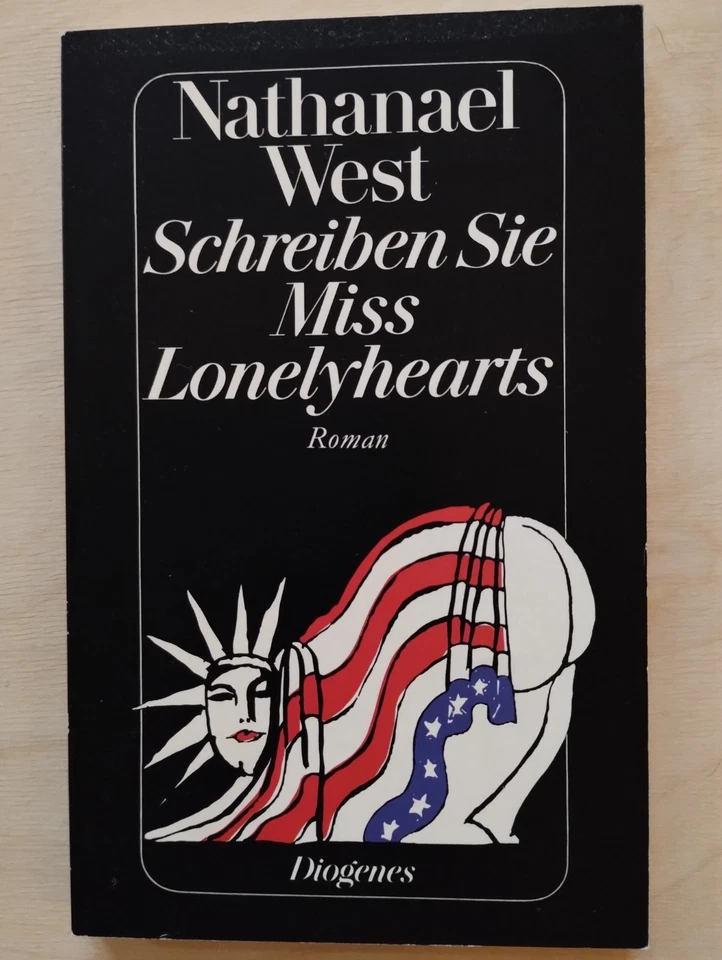 Nathanael
West
Schreiben Sie
Miss
Lonelyhearts
Roman
Diogenes